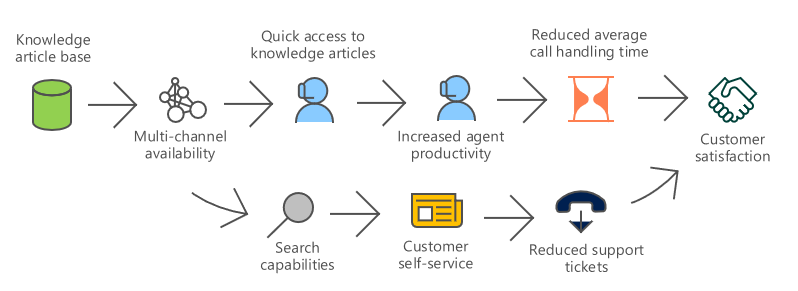 Knowledge
article base
Multi-channel
availability
Quick access to
knowledge articles
Increased agent
productivity
Reduced average
call handling time
Customer
satisfaction
Search
capabilities
Customer
self-service
Reduced support
tickets